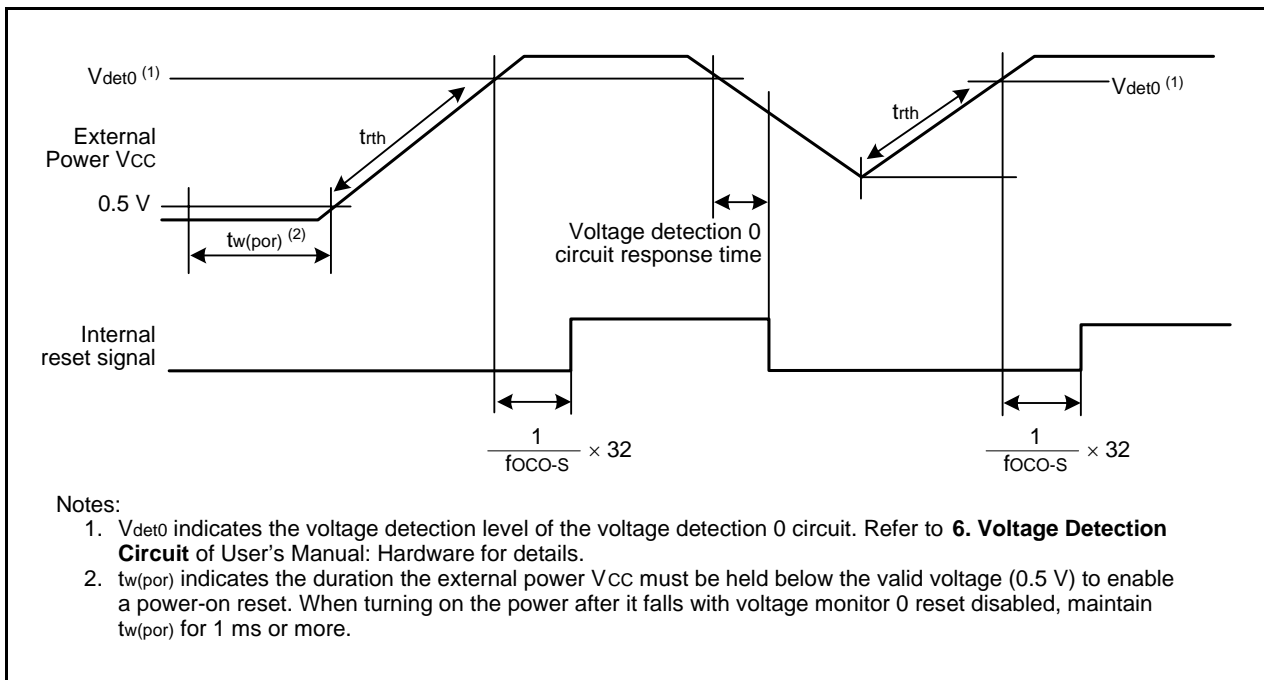 Vdet0 (1)
trth
trth
Vdet0 (1)
External
Power VCC
0.5 V
tw(por) (2)
Voltage detection 0
circuit response time
Internal
reset signal
1
fOCO-S
× 32
1
fOCO-S
× 32
Notes:
1. Vdet0 indicates the voltage detection level of the voltage detection 0 circuit. Refer to 6. Voltage Detection
Circuit of User's Manual: Hardware for details.
2. tw(por) indicates the duration the external power VCC must be held below the valid voltage (0.5 V) to enable
a power-on reset. When turning on the power after it falls with voltage monitor 0 reset disabled, maintain
tw(por) for 1 ms or more.